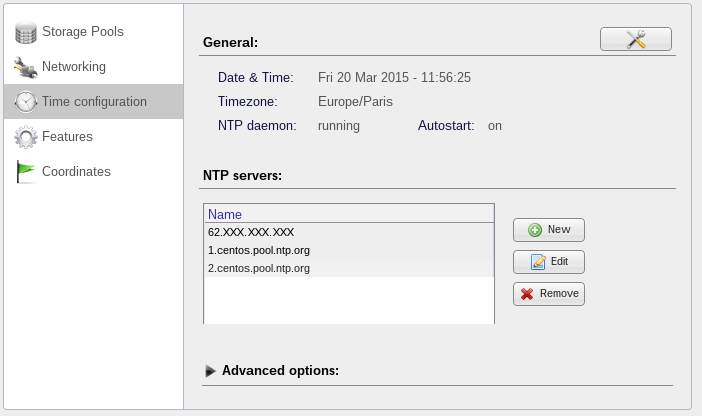 Storage Pools
Networking
Time configuration
Features
Coordinates
General:
Date & Time: Fri 20 Mar 2015 - 11:56:25
Timezone: Europe/Paris
NTP daemon: running Autostart: on
NTP servers:
Name
62.XXX.XXX.XXX
1.centos.pool.ntp.org
2.centos.pool.ntp.org
New
Edit
Remove
Advanced options: